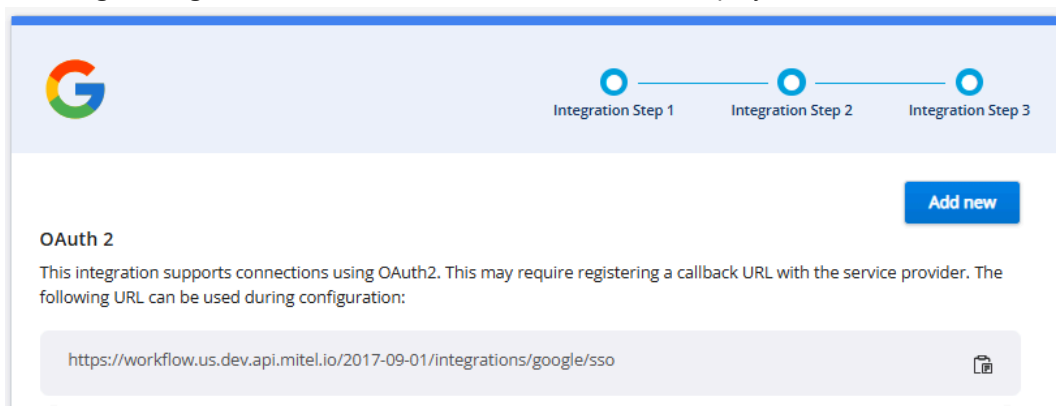 Integration Step 1
Integration Step 2
Integration Step 3
Add new
OAuth 2
This integration supports connections using OAuth2. This may require registering a callback URL with the service provider. The
following URL can be used during configuration:
https://workflow.us.dev.api.mitel.io/2017-09-01/integrations/google/sso